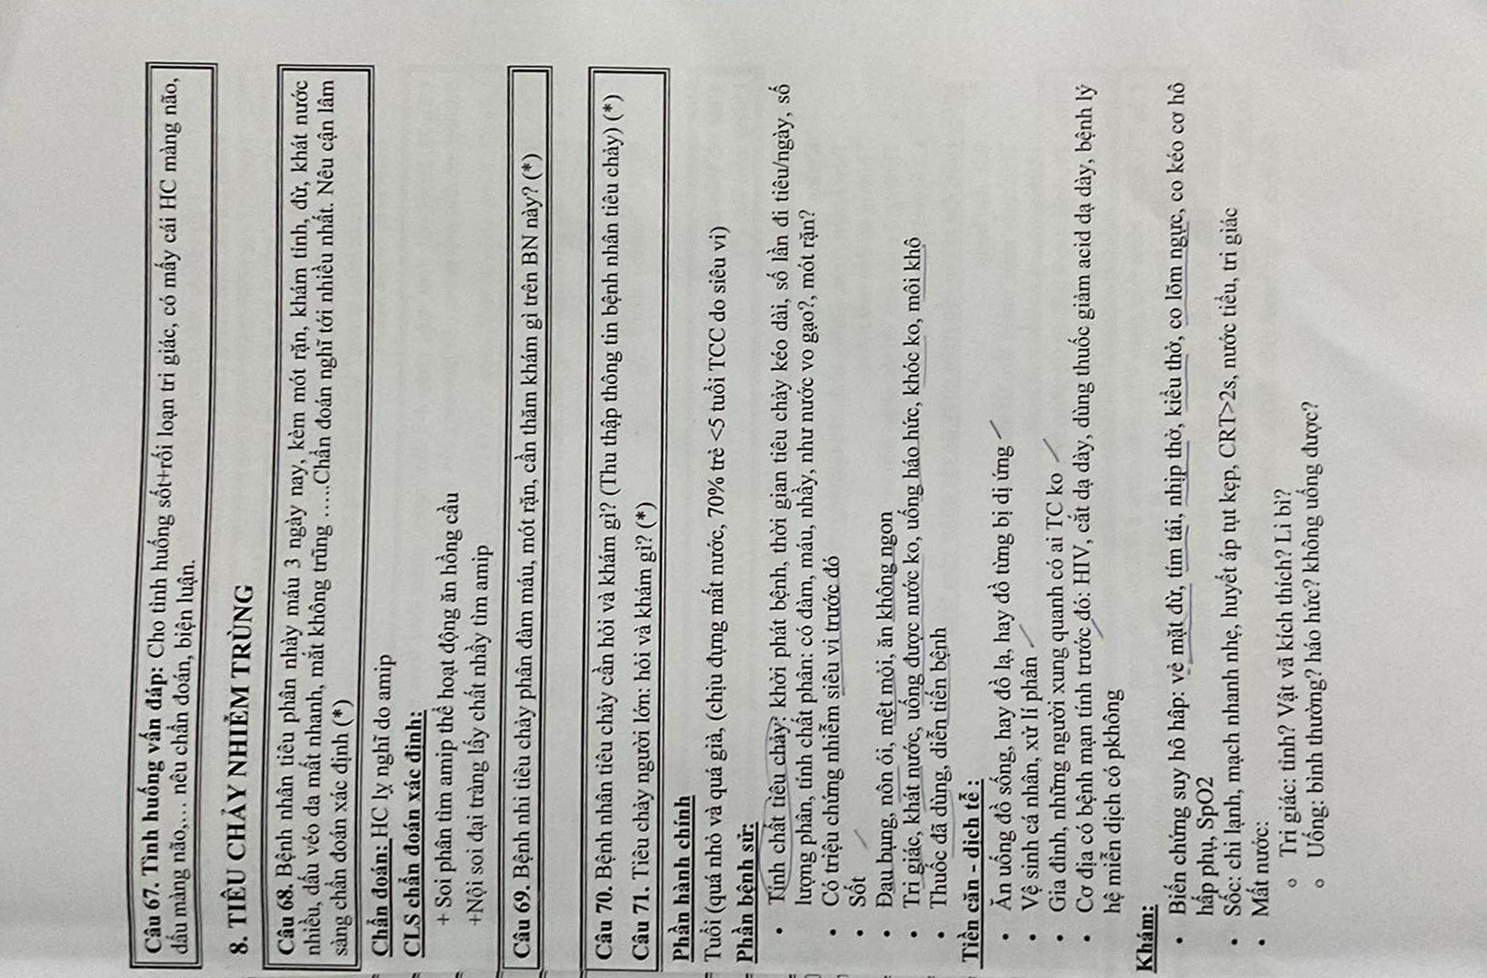 Câu 67. Tình huống vấn đáp: Cho tình huống sốt+rối loạn tri giác, có mấy cái HC màng não,
dấu màng não,... nêu chẩn đoán, biện luận.
8. TIÊU CHẢY NHIỄM TRÙNG
Câu 68. Bệnh nhân tiêu phân nhày máu 3 ngày nay, kèm mót rặn, khám tỉnh, đừ, khát nước
nhiều, dấu véo da mất nhanh, mắt không trũng .....Chẩn đoán nghĩ tới nhiều nhất. Nêu cận lâm
sàng chẩn đoán xác định (*)
Chẩn đoán: HC lỵ nghĩ do amip
CLS chẩn đoán xác định:
+ Soi phân tìm amip thể hoạt động ăn hồng cầu
+Nội soi đại tràng lấy chất nhầy tìm amip
Câu 69. Bệnh nhi tiêu chảy phân đàm máu, mót rặn, cần thăm khám gì trên BN này? (*)
Câu 70. Bệnh nhân tiêu chảy cần hỏi và khám gì? (Thu thập thông tin bệnh nhân tiêu chảy) (*)
Câu 71. Tiêu chảy người lớn: hỏi và khám gì? (*)
Phần hành chính
Tuổi (quá nhỏ và quá già, (chịu đựng mất nước, 70% trẻ <5 tuổi TCC do siêu vi)
Phần bệnh sử:
• Tính chất tiêu chảy: khởi phát bệnh, thời gian tiêu chảy kéo dài, số lần đi tiêu/ngày, số
lượng phân, tính chất phân: có đàm, máu, nhầy, như nước vo gạo?, mót rặn?
• Có triệu chứng nhiễm siêu vi trước đó
• Sốt
• Đau bụng, nôn ói, mệt mỏi, ăn không ngon
• Tri giác, khát nước, uống được nước ko, uống háo hức, khóc ko, môi khô
• Thuốc đã dùng, diễn tiến bệnh
Tiền căn - dịch tễ :
• Ăn uống đồ sống, hay đồ lạ, hay đồ từng bị dị ứng
• Vệ sinh cá nhân, xử lí phân
• Gia đình, những người xung quanh có ai TC ko
• Cơ địa có bệnh mạn tính trước đó: HIV, cắt dạ dày, dùng thuốc giảm acid dạ dày, bệnh lý
hệ miễn dịch có pkhông
Khám:
• Biến chứng suy hô hâp: vẻ mặt đừ, tím tái, nhịp thở, kiểu thở, co lõm ngực, co kéo cơ hô
hấp phụ, SpO2
• Sốc: chi lạnh, mạch nhanh nhẹ, huyết áp tụt kẹp, CRT>2s, nước tiểu, tri giác
• Mất nước:
o Tri giác: tỉnh? Vật vã kích thích? Li bì?
o Uống: bình thường? háo hức? không uống được?